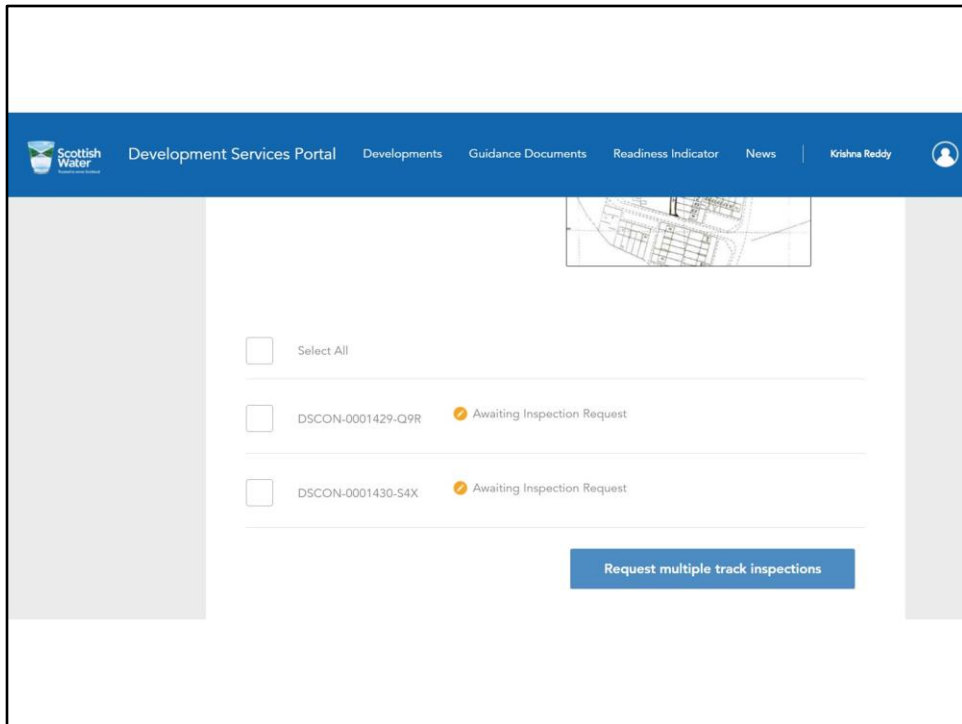 Scottish
Water
Development Services Portal Developments Guidance Documents Readiness Indicator News Krishna Reddy
Select All
DSCON-0001429-Q9R Awaiting Inspection Request
DSCON-0001430-S4X Awaiting Inspection Request
Request multiple track inspections